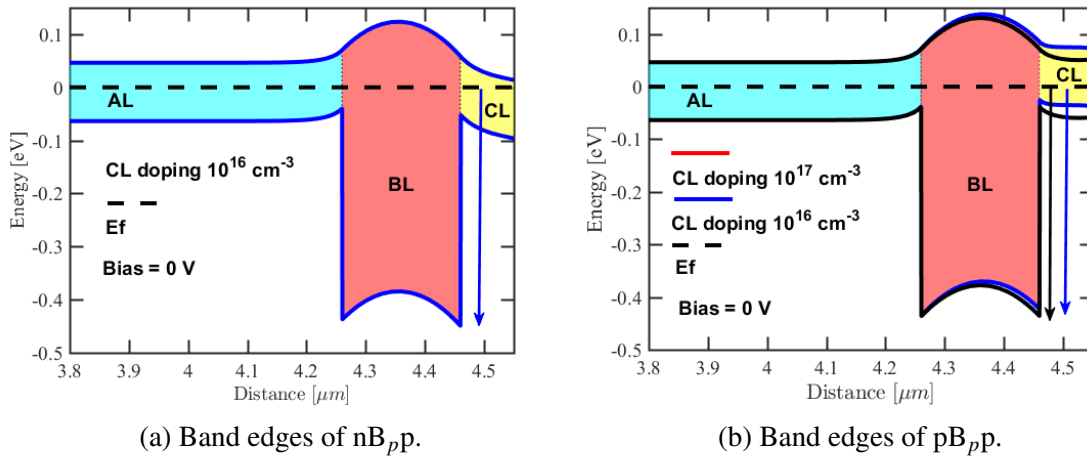 0.1
0
-0.1
-0.2
-0.3
-0.4
-0.5
Energy [eV]
AL
BL
CL
CL doping 10^16 cm^-3
Ef
Bias = 0 V
3.8 3.9 4 4.1 4.2 4.3 4.4 4.5
Distance [μm]
(a) Band edges of nB_pp.
0.1
0
-0.1
-0.2
-0.3
-0.4
-0.5
Energy [eV]
AL
BL
CL
CL doping 10^17 cm^-3
CL doping 10^16 cm^-3
Ef
Bias = 0 V
3.8 3.9 4 4.1 4.2 4.3 4.4 4.5
Distance [μm]
(b) Band edges of pB_pp.